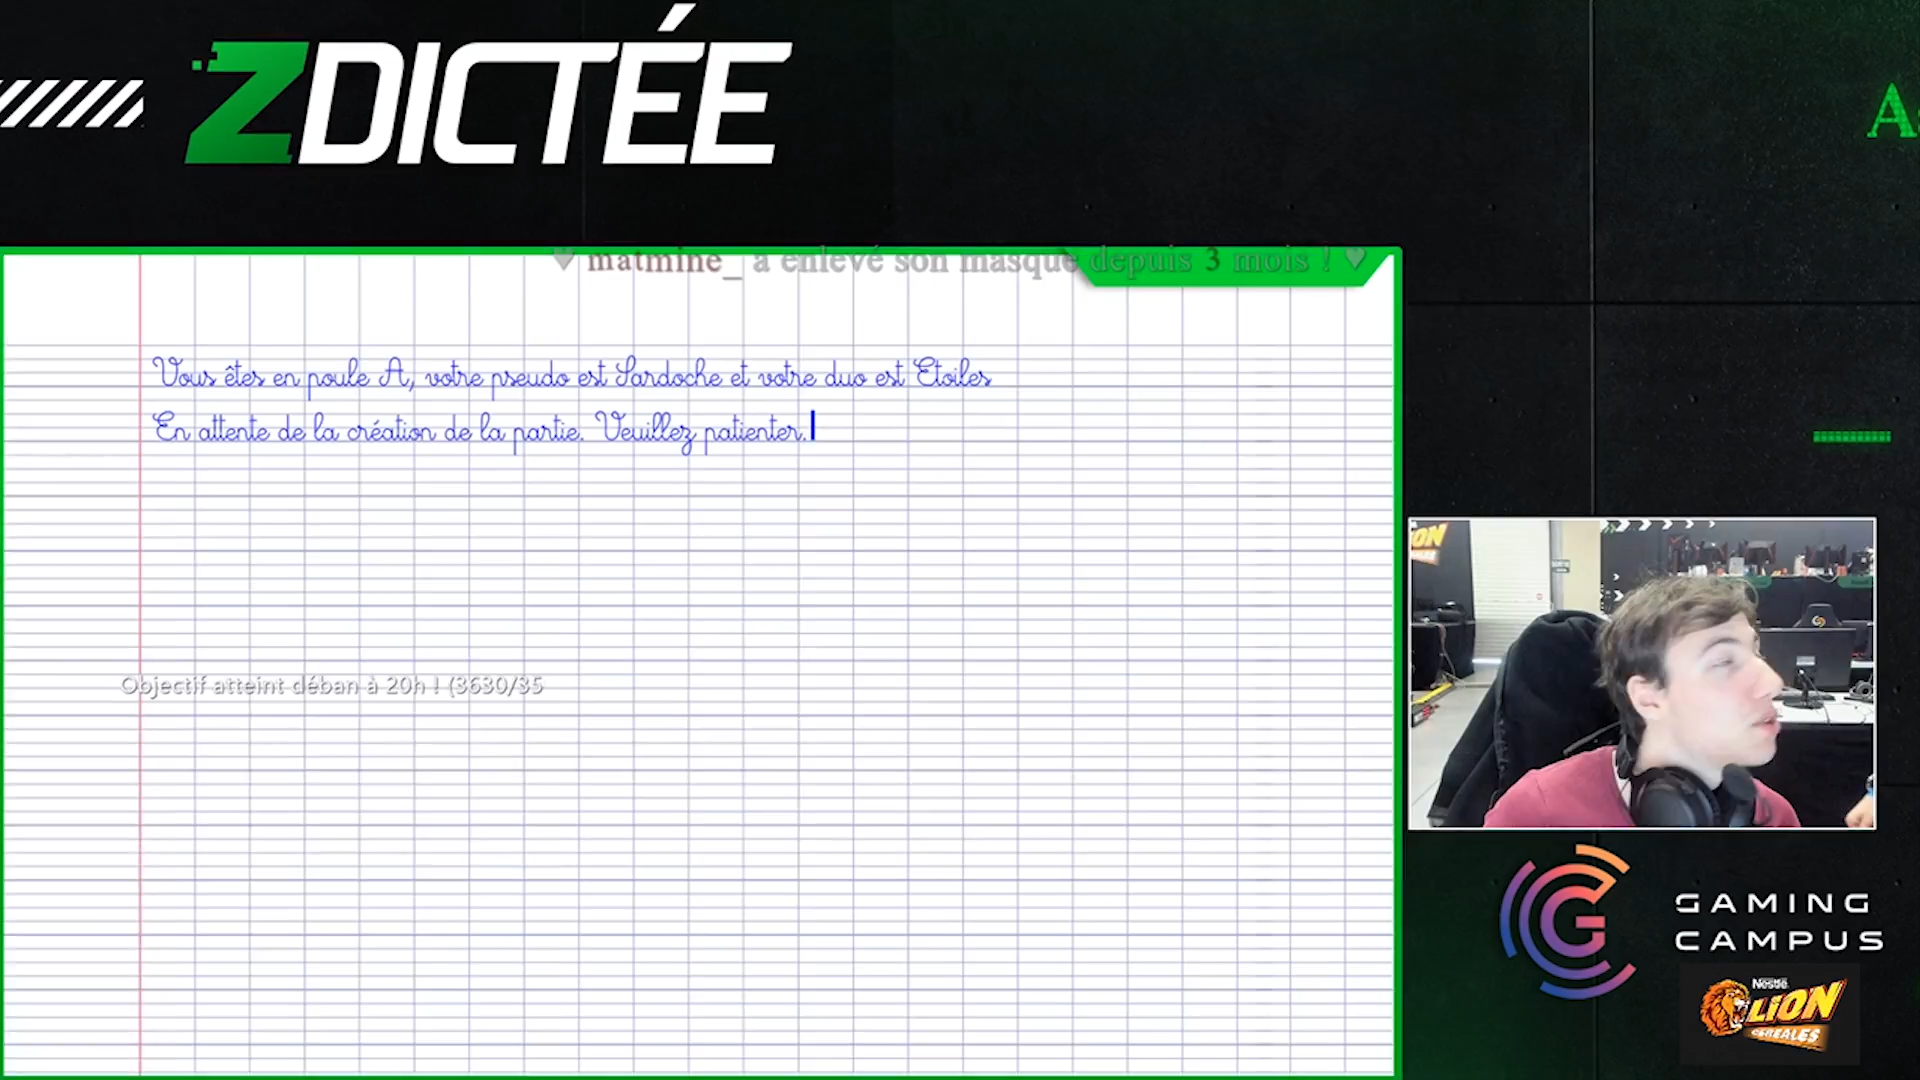 ZDICTÉE
♥ matmine_ a enlevé son masque depuis 3 mois ! ♥
Vous êtes en poule A, votre pseudo est Sardoche et votre duo est Etoiles
En attente de la création de la partie. Veuillez patienter.
Objectif atteint déban à 20h ! (3630/35
GAMING
CAMPUS
Nestlé
LION
CEREALES